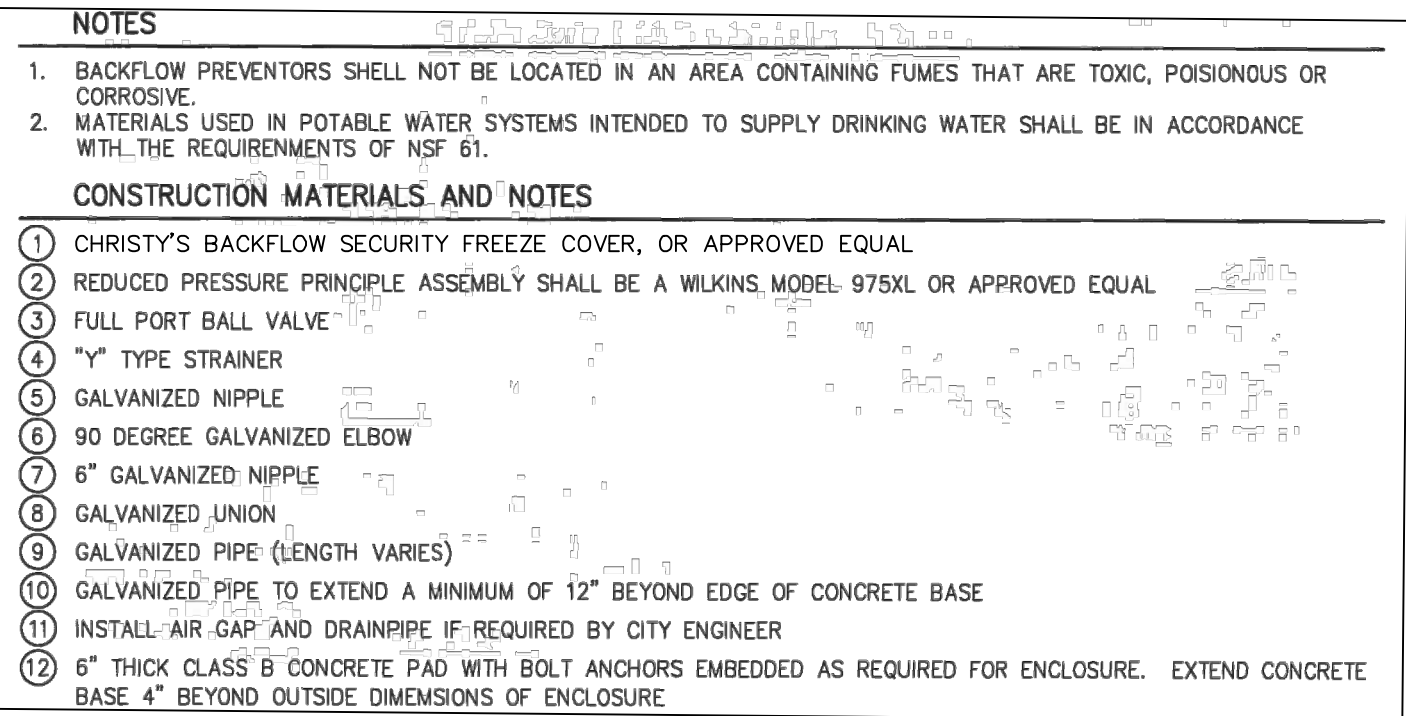 NOTES
1. BACKFLOW PREVENTORS SHELL NOT BE LOCATED IN AN AREA CONTAINING FUMES THAT ARE TOXIC, POISIONOUS OR
CORROSIVE.
2. MATERIALS USED IN POTABLE WATER SYSTEMS INTENDED TO SUPPLY DRINKING WATER SHALL BE IN ACCORDANCE
WITH THE REQUIRENMENTS OF NSF 61.
CONSTRUCTION MATERIALS AND NOTES
1 CHRISTY'S BACKFLOW SECURITY FREEZE COVER, OR APPROVED EQUAL
2 REDUCED PRESSURE PRINCIPLE ASSEMBLY SHALL BE A WILKINS MODEL 975XL OR APPROVED EQUAL
3 FULL PORT BALL VALVE
4 "Y" TYPE STRAINER
5 GALVANIZED NIPPLE
6 90 DEGREE GALVANIZED ELBOW
7 6" GALVANIZED NIPPLE
8 GALVANIZED UNION
9 GALVANIZED PIPE (LENGTH VARIES)
10 GALVANIZED PIPE TO EXTEND A MINIMUM OF 12" BEYOND EDGE OF CONCRETE BASE
11 INSTALL AIR GAP AND DRAINPIPE IF REQUIRED BY CITY ENGINEER
12 6" THICK CLASS B CONCRETE PAD WITH BOLT ANCHORS EMBEDDED AS REQUIRED FOR ENCLOSURE. EXTEND CONCRETE
BASE 4" BEYOND OUTSIDE DIMEMSIONS OF ENCLOSURE